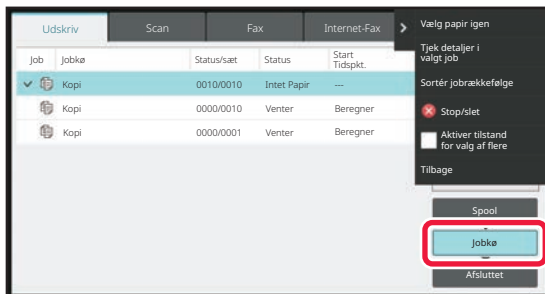 Udskriv
Scan
Fax
Internet-Fax
Job
Jobkø
Status/sæt
Status
Start
Tidspkt.
Kopi
0010/0010
Intet Papir
---
Kopi
0000/0010
Venter
Beregner
Kopi
0000/0001
Venter
Beregner
Vælg papir igen
Tjek detaljer i
valgt job
Sortér jobrækkefølge
Stop/slet
Aktiver tilstand
for valg af flere
Tilbage
Spool
Jobkø
Afsluttet